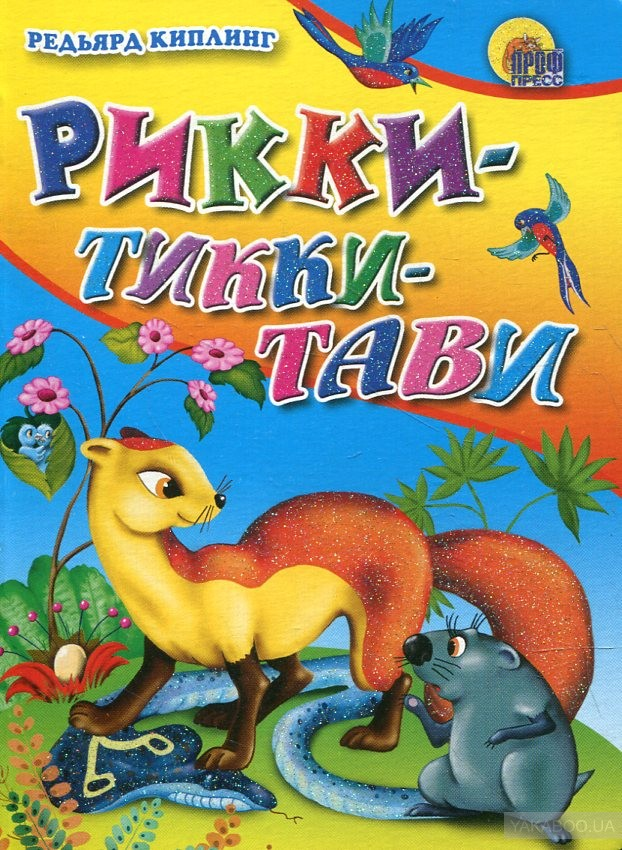 РЕДЬЯРД КИПЛИНГ
ПРОФ
ПРЕСС
РИККИ-
ТИККИ-
ТАВИ
YAKABOO.UA